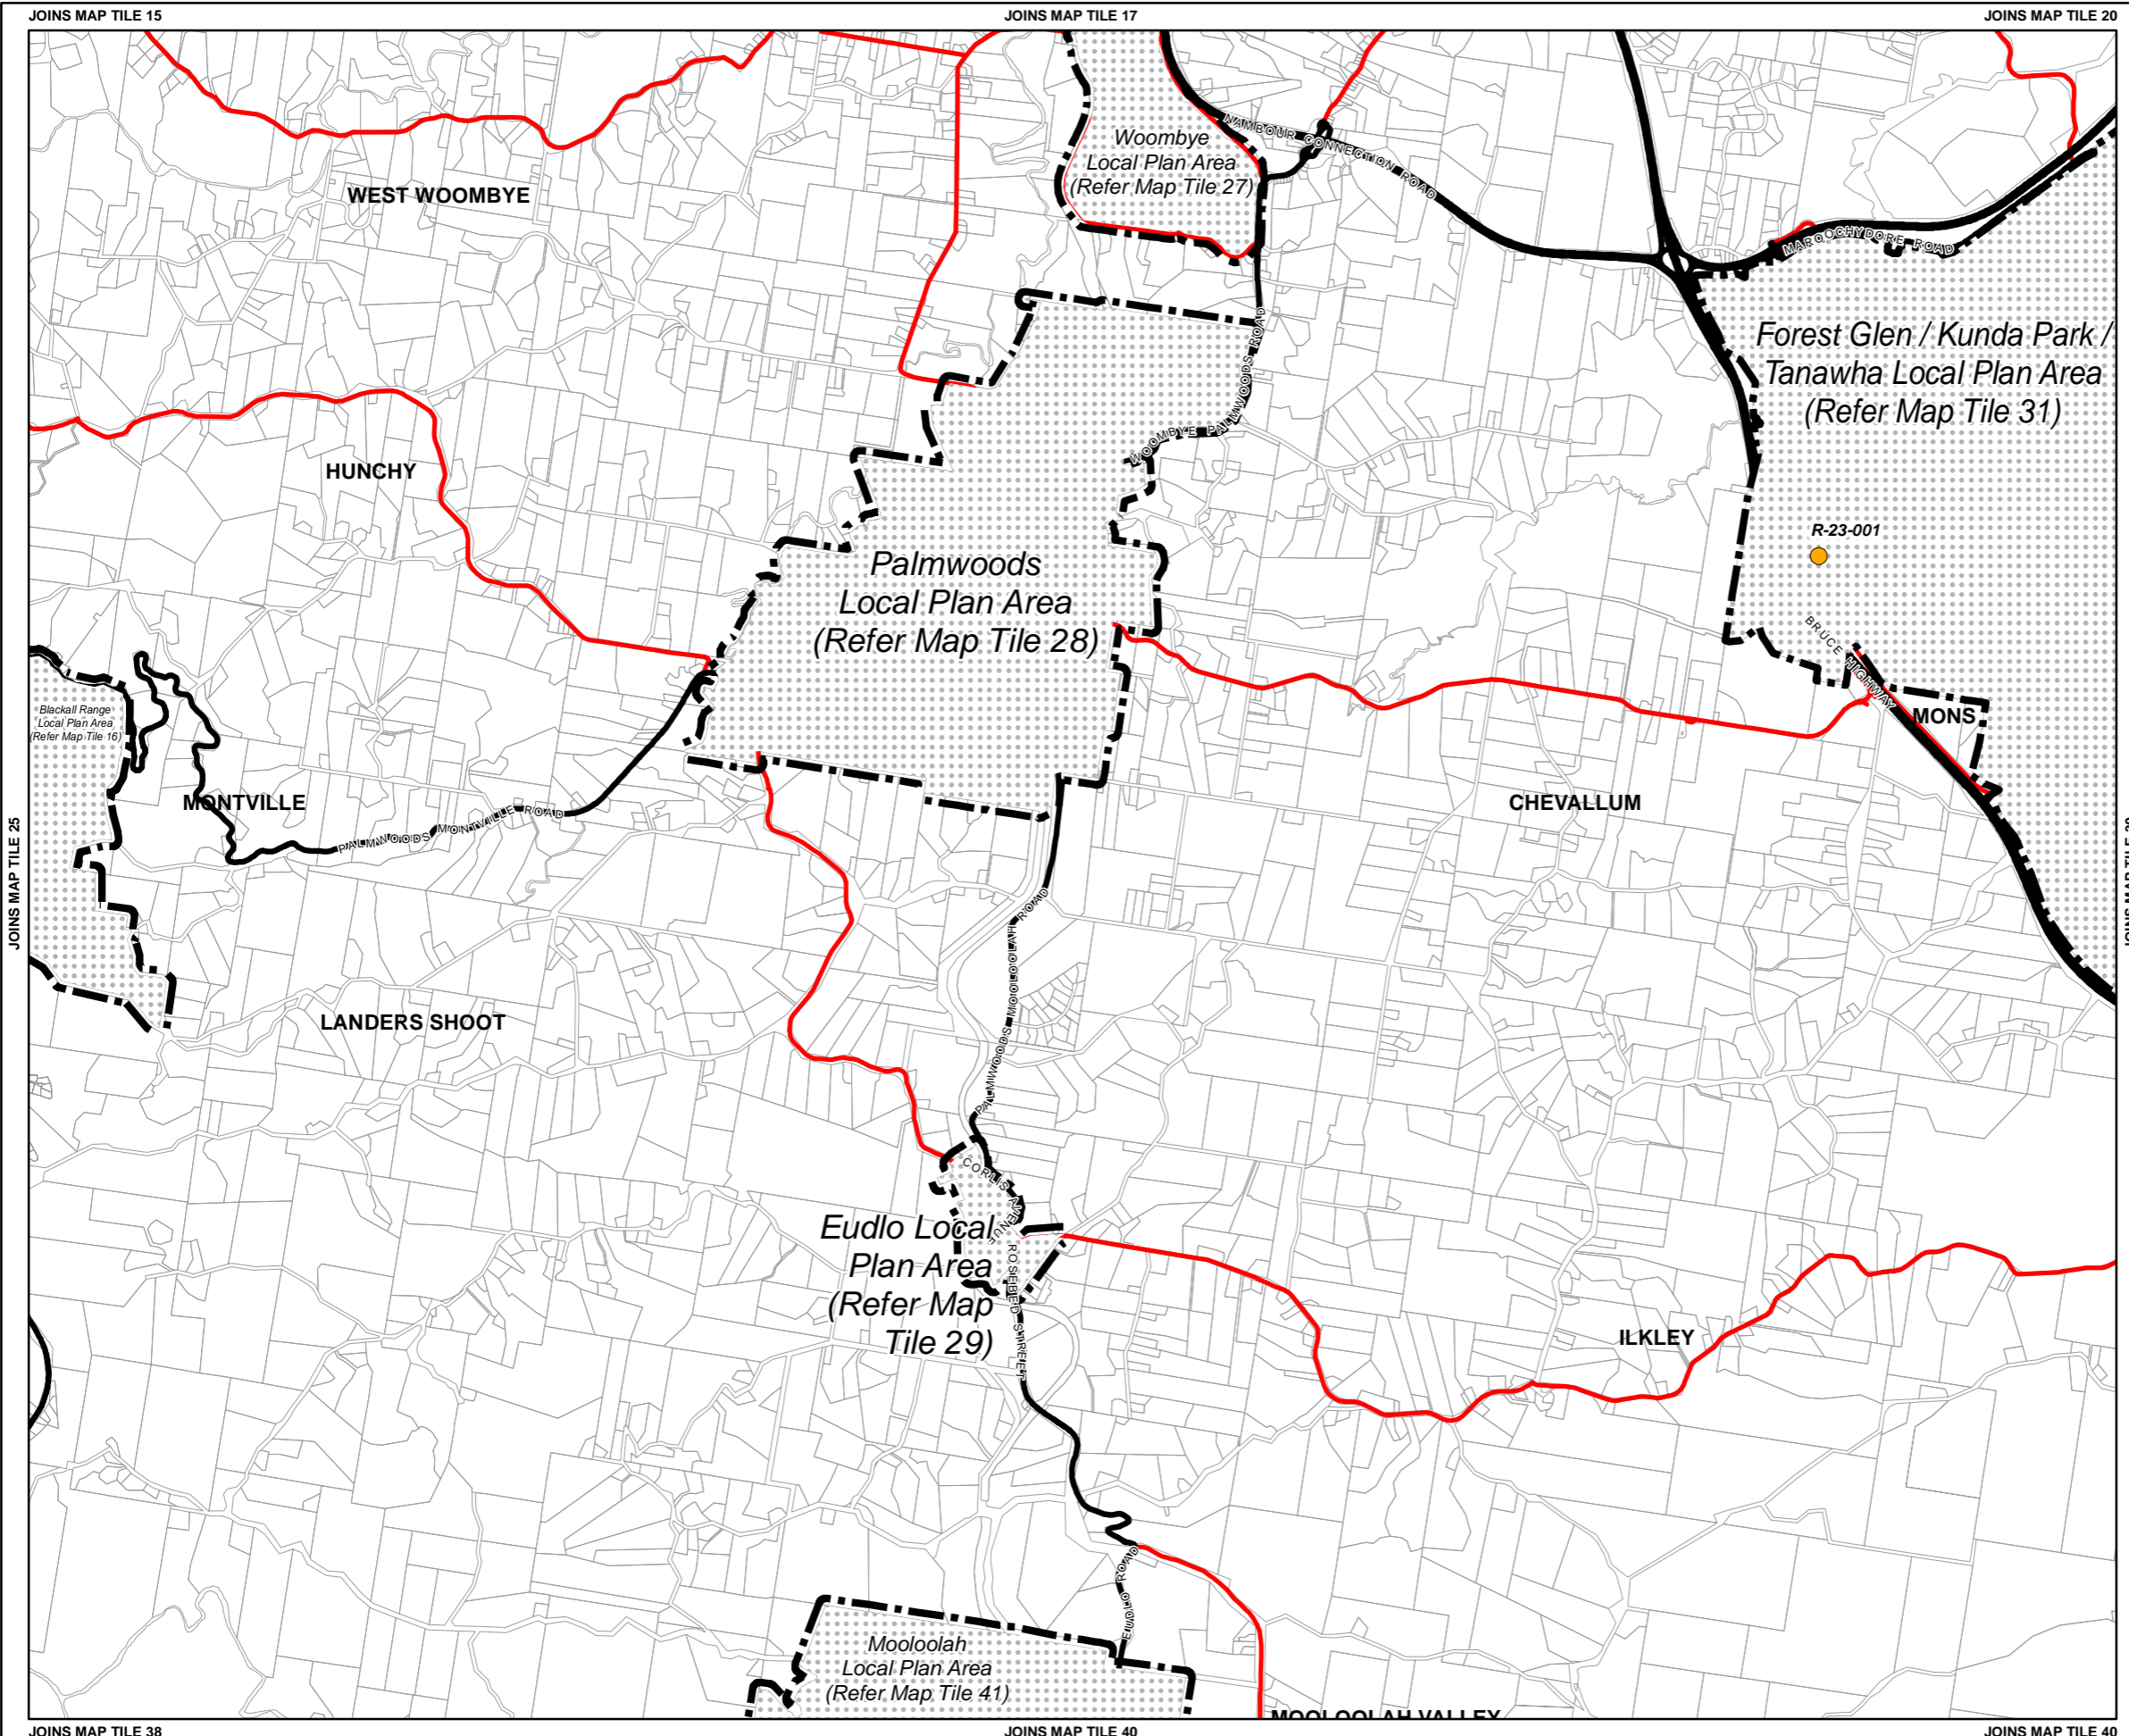 JOINS MAP TILE 15
JOINS MAP TILE 17
JOINS MAP TILE 20
NAMBOUR CONNECTION ROAD
Woombye
Local Plan Area
(Refer Map Tile 27)
WEST WOOMBYE
MAROOCHYDORE ROAD
Forest Glen / Kunda Park /
Tanawha Local Plan Area
(Refer Map Tile 31)
WOOMBYE PALMWOODS ROAD
HUNCHY
R-23-001
Palmwoods
Local Plan Area
(Refer Map Tile 28)
BRUCE HIGHWAY
Blackall Range
Local Plan Area
(Refer Map Tile 16)
MONS
MONTVILLE
CHEVALLUM
PALMWOODS MONTVILLE ROAD
JOINS MAP TILE 25
PALMWOODS MOOLOOLAH ROAD
LANDERS SHOOT
CORLIS AVENUE
Eudlo Local
Plan Area
(Refer Map
Tile 29)
ROSEBED STREET
ILKLEY
EUDLO ROAD
Mooloolah
Local Plan Area
(Refer Map Tile 41)
MOOLOOLAH VALLEY
JOINS MAP TILE 38
JOINS MAP TILE 40
JOINS MAP TILE 40